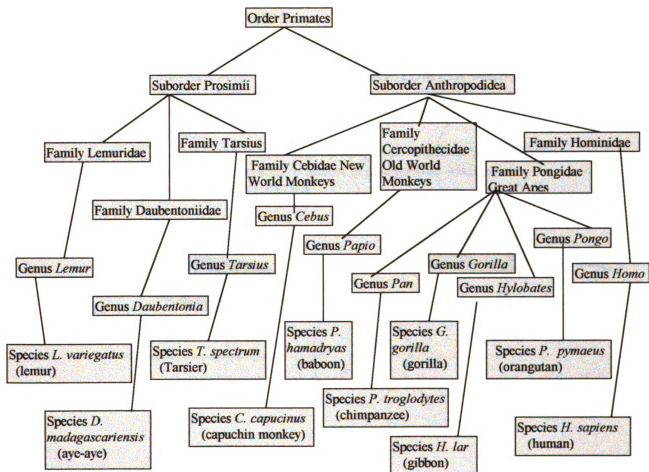 Order Primates
Suborder Prosimii
Suborder Anthropodidea
Family Lemuridae
Family Tarsius
Family Cebidae New
World Monkeys
Family
Cercopithecidae
Old World
Monkeys
Family Hominidae
Family Pongidae
Great Apes
Family Daubentoniidae
Genus Cebus
Genus Papio
Genus Pongo
Genus Lemur
Genus Tarsius
Genus Pan
Genus Gorilla
Genus Hylobates
Genus Homo
Genus Daubentonia
Species L. variegatus
(lemur)
Species T. spectrum
(Tarsier)
Species P.
hamadryas
(baboon)
Species G.
gorilla
(gorilla)
Species P. pymaeus
(orangutan)
Species D.
madagascariensis
(aye-aye)
Species C. capucinus
(capuchin monkey)
Species P. troglodytes
(chimpanzee)
Species H. lar
(gibbon)
Species H. sapiens
(human)